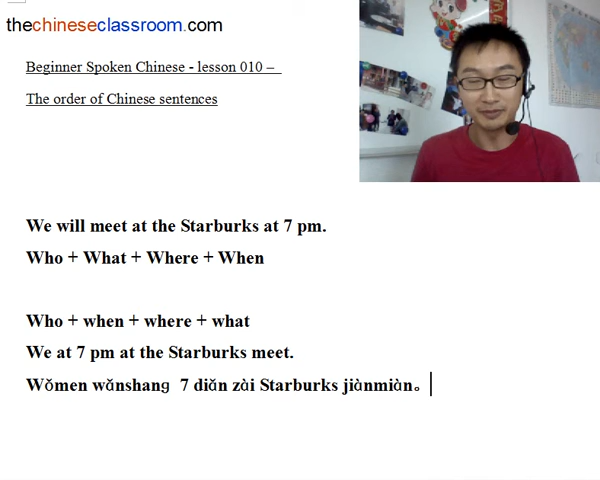 thechineseclassroom.com
Beginner Spoken Chinese - lesson 010 –
The order of Chinese sentences
We will meet at the Starburks at 7 pm.
Who + What + Where + When
Who + when + where + what
We at 7 pm at the Starburks meet.
Wǒmen wǎnshang 7 diǎn zài Starburks jiànmiàn。